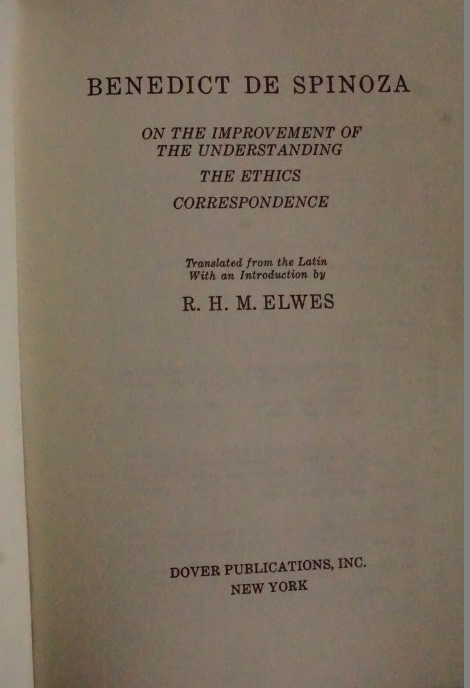 BENEDICT DE SPINOZA
ON THE IMPROVEMENT OF
THE UNDERSTANDING
THE ETHICS
CORRESPONDENCE
Translated from the Latin
With an Introduction by
R. H. M. ELWES
DOVER PUBLICATIONS, INC.
NEW YORK